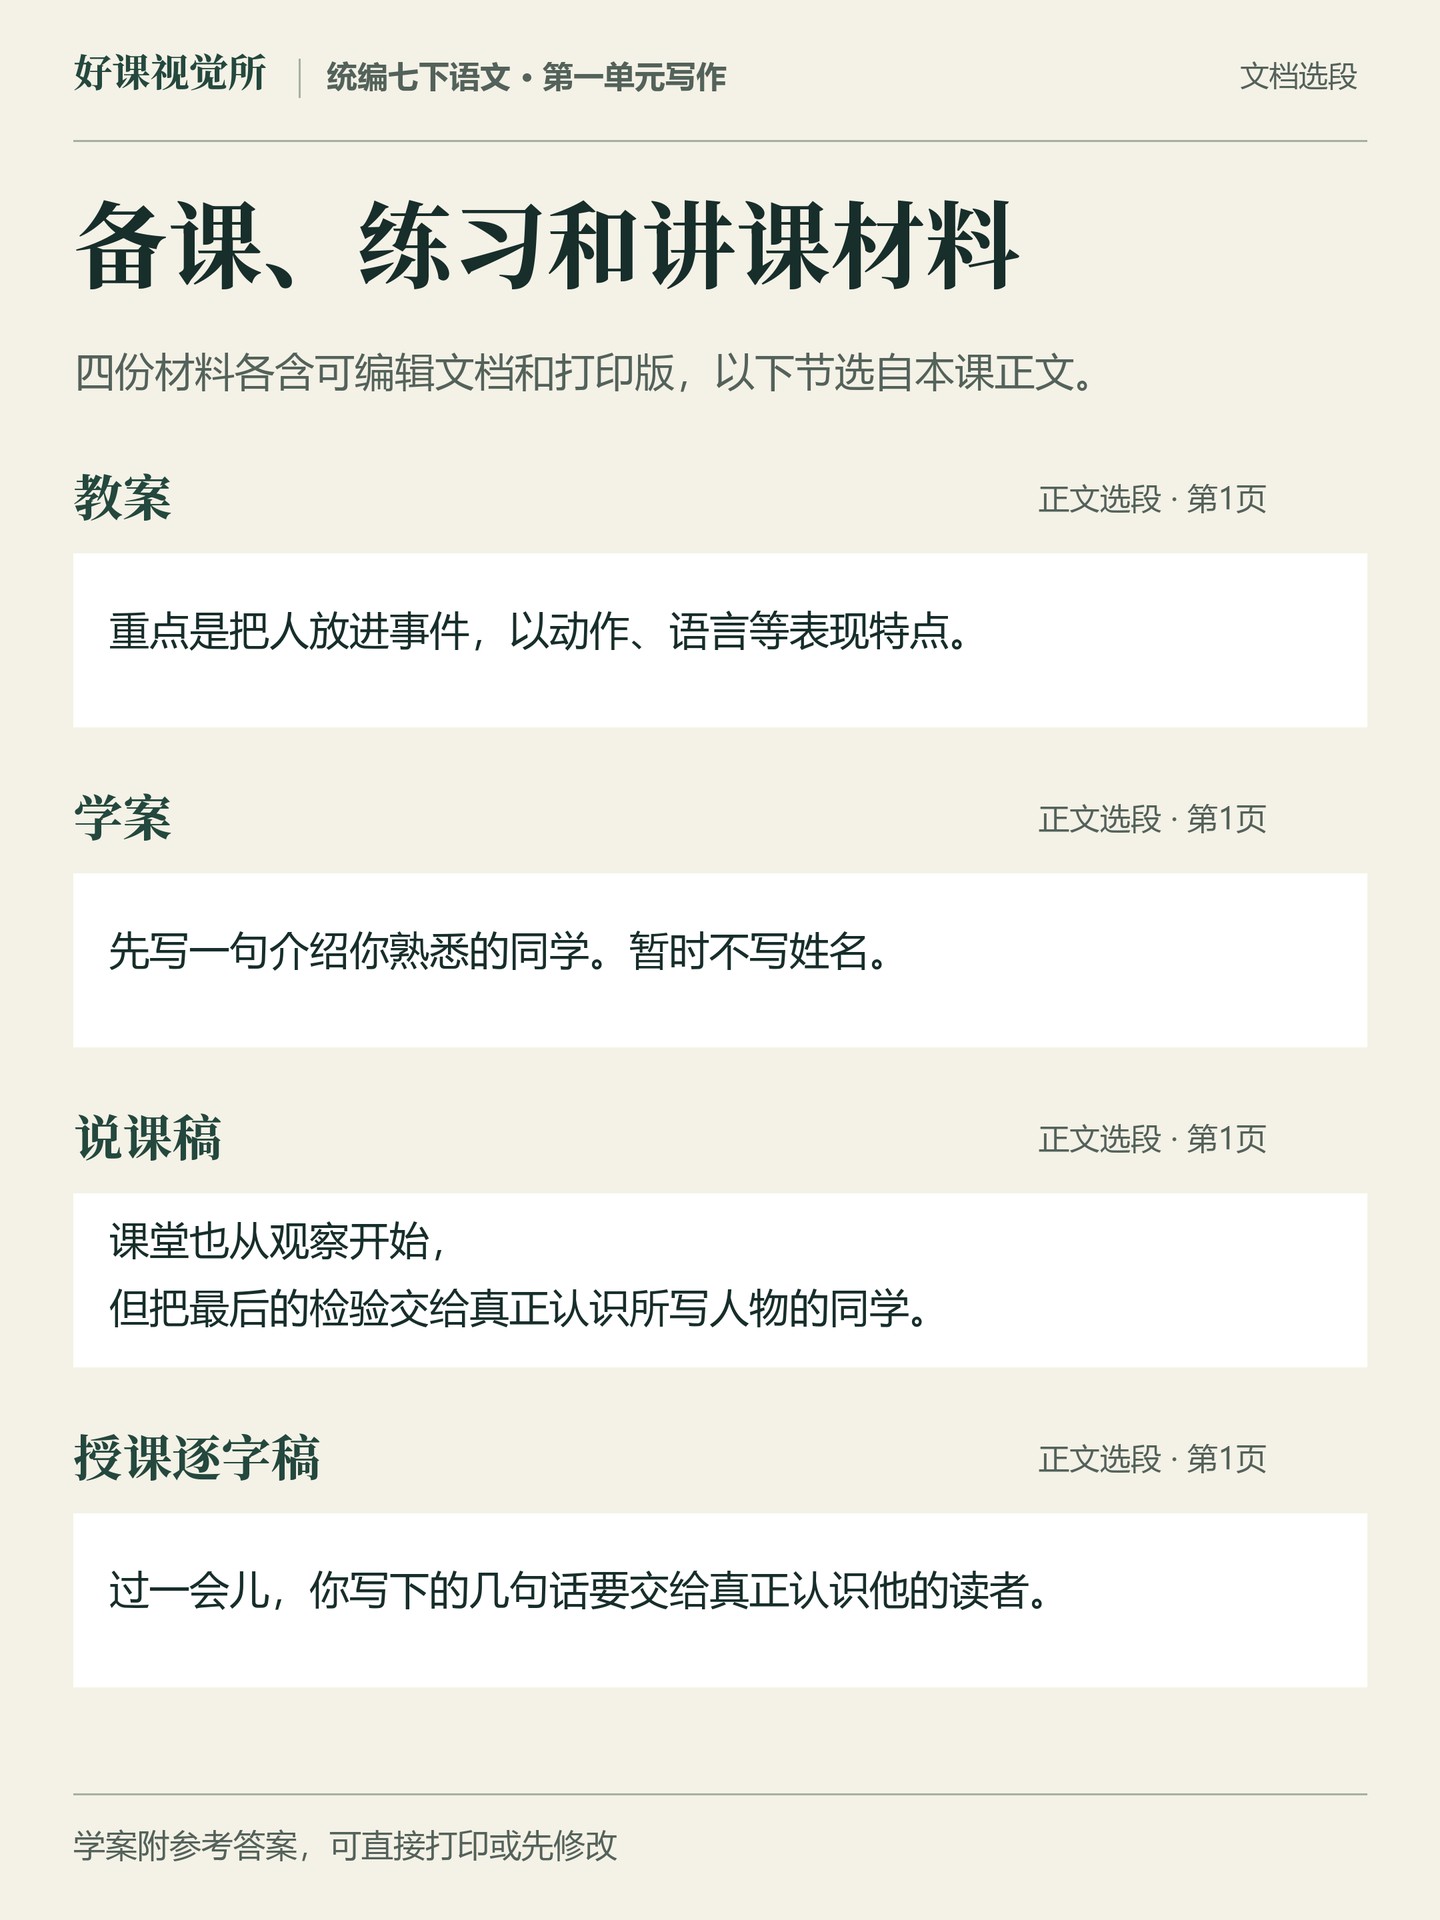 好课视觉所 | 统编七下语文·第一单元写作 文档选段
备课、练习和讲课材料
四份材料各含可编辑文档和打印版，以下节选自本课正文。
教案 正文选段·第1页
重点是把人放进事件，以动作、语言等表现特点。
学案 正文选段·第1页
先写一句介绍你熟悉的同学。暂时不写姓名。
说课稿 正文选段·第1页
课堂也从观察开始，
但把最后的检验交给真正认识所写人物的同学。
授课逐字稿 正文选段·第1页
过一会儿，你写下的几句话要交给真正认识他的读者。
学案附参考答案，可直接打印或先修改